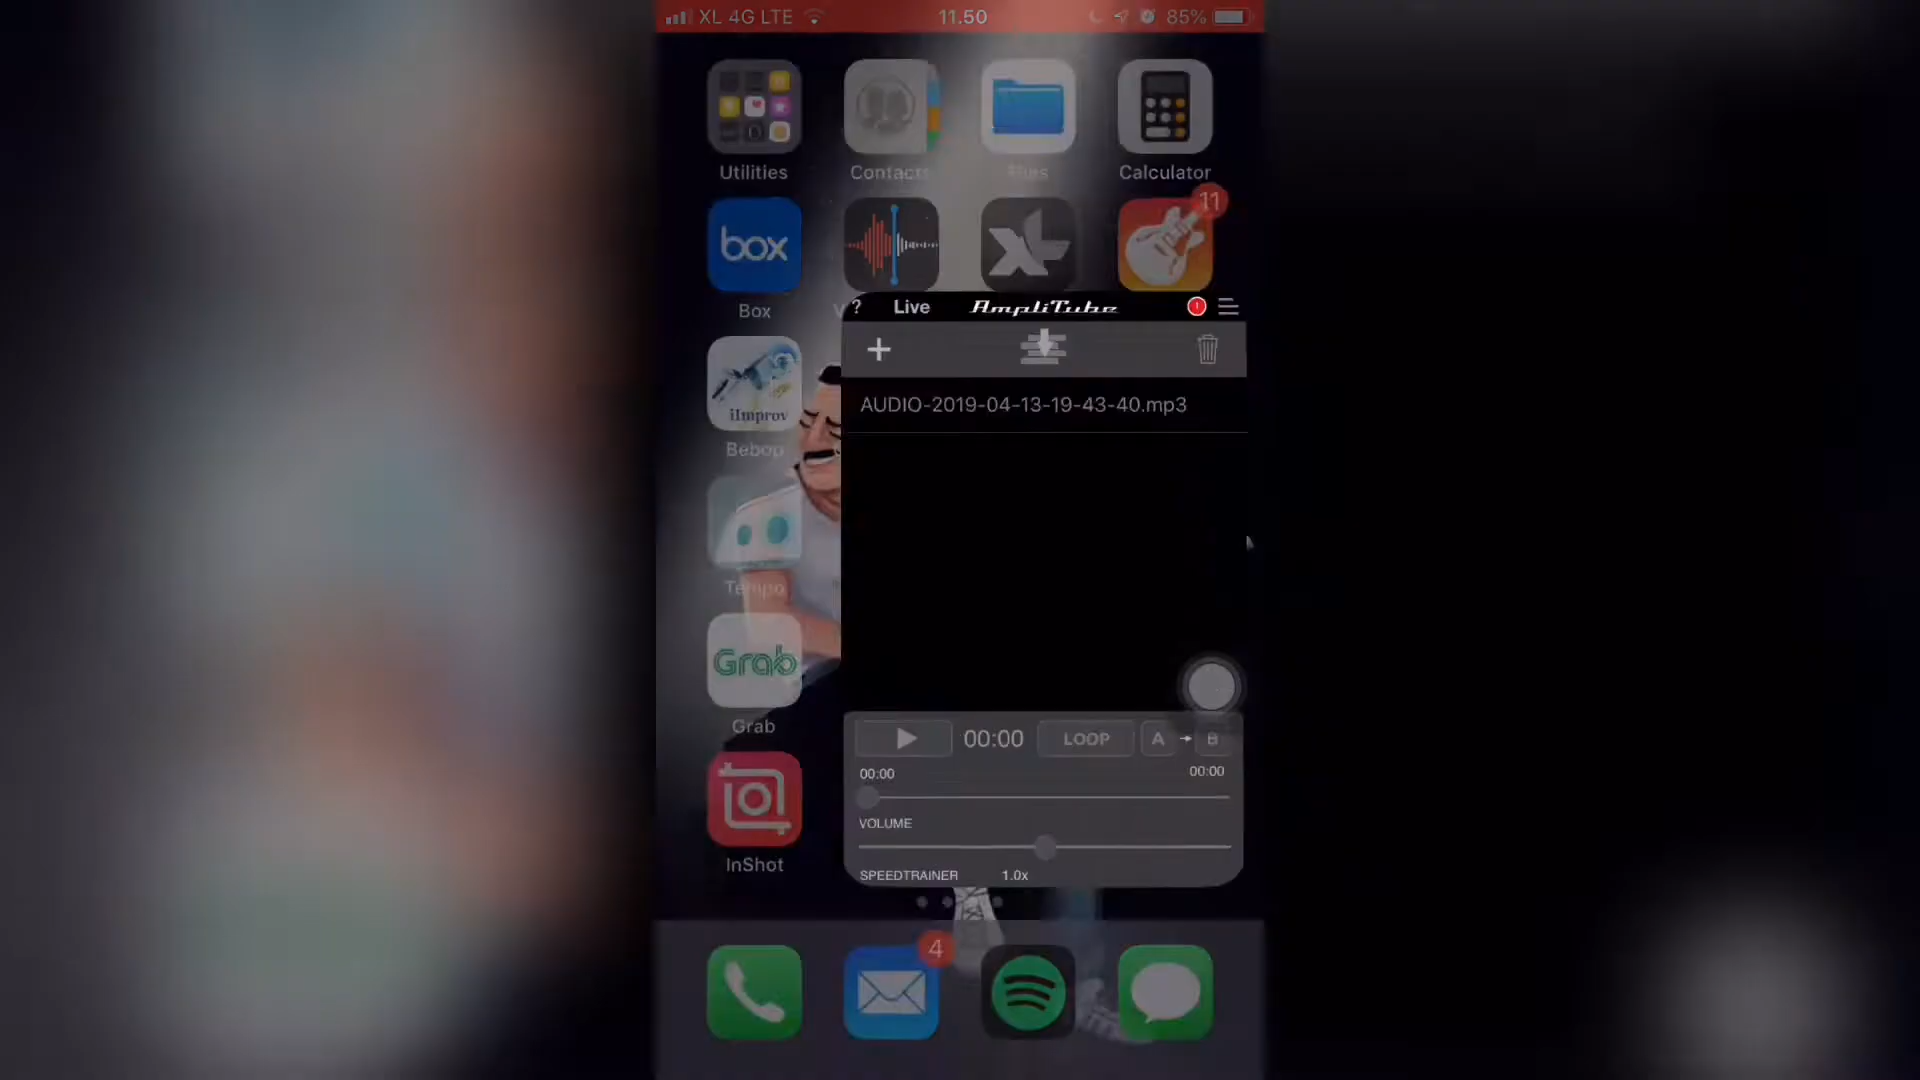 XL 4G LTE 11.50 85%
Utilities Contacts Files Calculator
11
box
Box
? Live AmpliTube !
AUDIO-2019-04-13-19-43-40.mp3
iImprov
Bebop
Tempo
Grab
Grab
00:00 LOOP A B
00:00 00:00
VOLUME
InShot
SPEEDTRAINER 1.0x
4